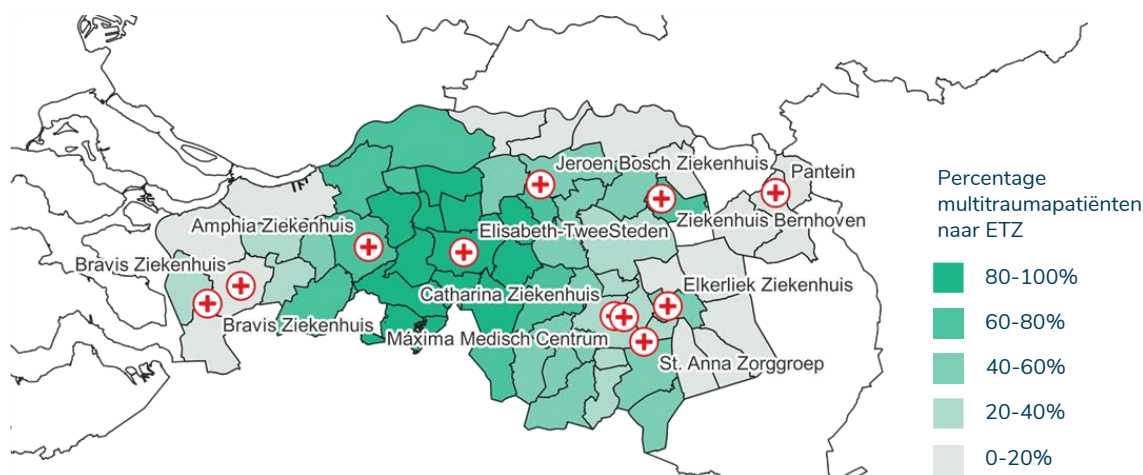 Jeroen Bosch Ziekenhuis
Pantein
Amphia Ziekenhuis
Elisabeth-TweeSteden
Ziekenhuis Bernhoven
Bravis Ziekenhuis
Catharina Ziekenhuis
Elkerliek Ziekenhuis
Bravis Ziekenhuis
Máxima Medisch Centrum
St. Anna Zorggroep
Percentage
multitraumapatiënten
naar ETZ
80-100%
60-80%
40-60%
20-40%
0-20%